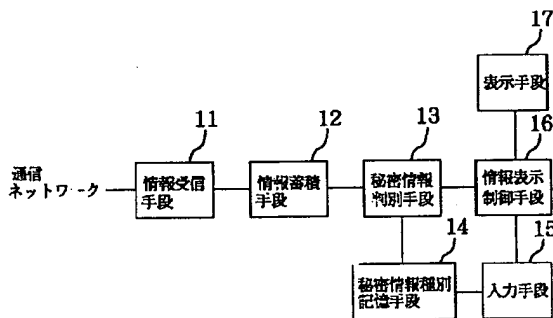 17
表示手段
11
12
13
16
通信
ネットワーク
情報受信
手段
情報蓄積
手段
秘密情報
判別手段
情報表示
制御手段
14
15
秘密情報種別
記憶手段
入力手段